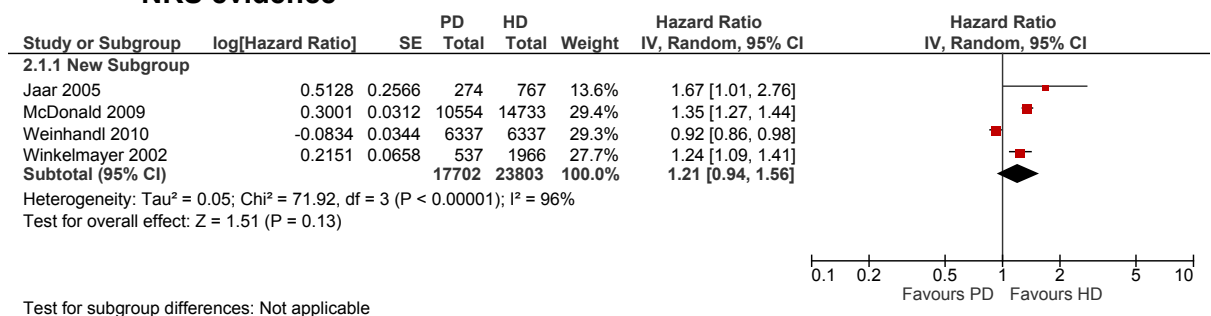 NRS evidence
PD HD Hazard Ratio Hazard Ratio
Study or Subgroup log[Hazard Ratio] SE Total Total Weight IV, Random, 95% CI IV, Random, 95% CI
2.1.1 New Subgroup
Jaar 2005 0.5128 0.2566 274 767 13.6% 1.67 [1.01, 2.76]
McDonald 2009 0.3001 0.0312 10554 14733 29.4% 1.35 [1.27, 1.44]
Weinhandl 2010 -0.0834 0.0344 6337 6337 29.3% 0.92 [0.86, 0.98]
Winkelmayer 2002 0.2151 0.0658 537 1966 27.7% 1.24 [1.09, 1.41]
Subtotal (95% CI) 17702 23803 100.0% 1.21 [0.94, 1.56]
Heterogeneity: Tau² = 0.05; Chi² = 71.92, df = 3 (P < 0.00001); I² = 96%
Test for overall effect: Z = 1.51 (P = 0.13)
0.1 0.2 0.5 1 2 5 10
Favours PD Favours HD
Test for subgroup differences: Not applicable